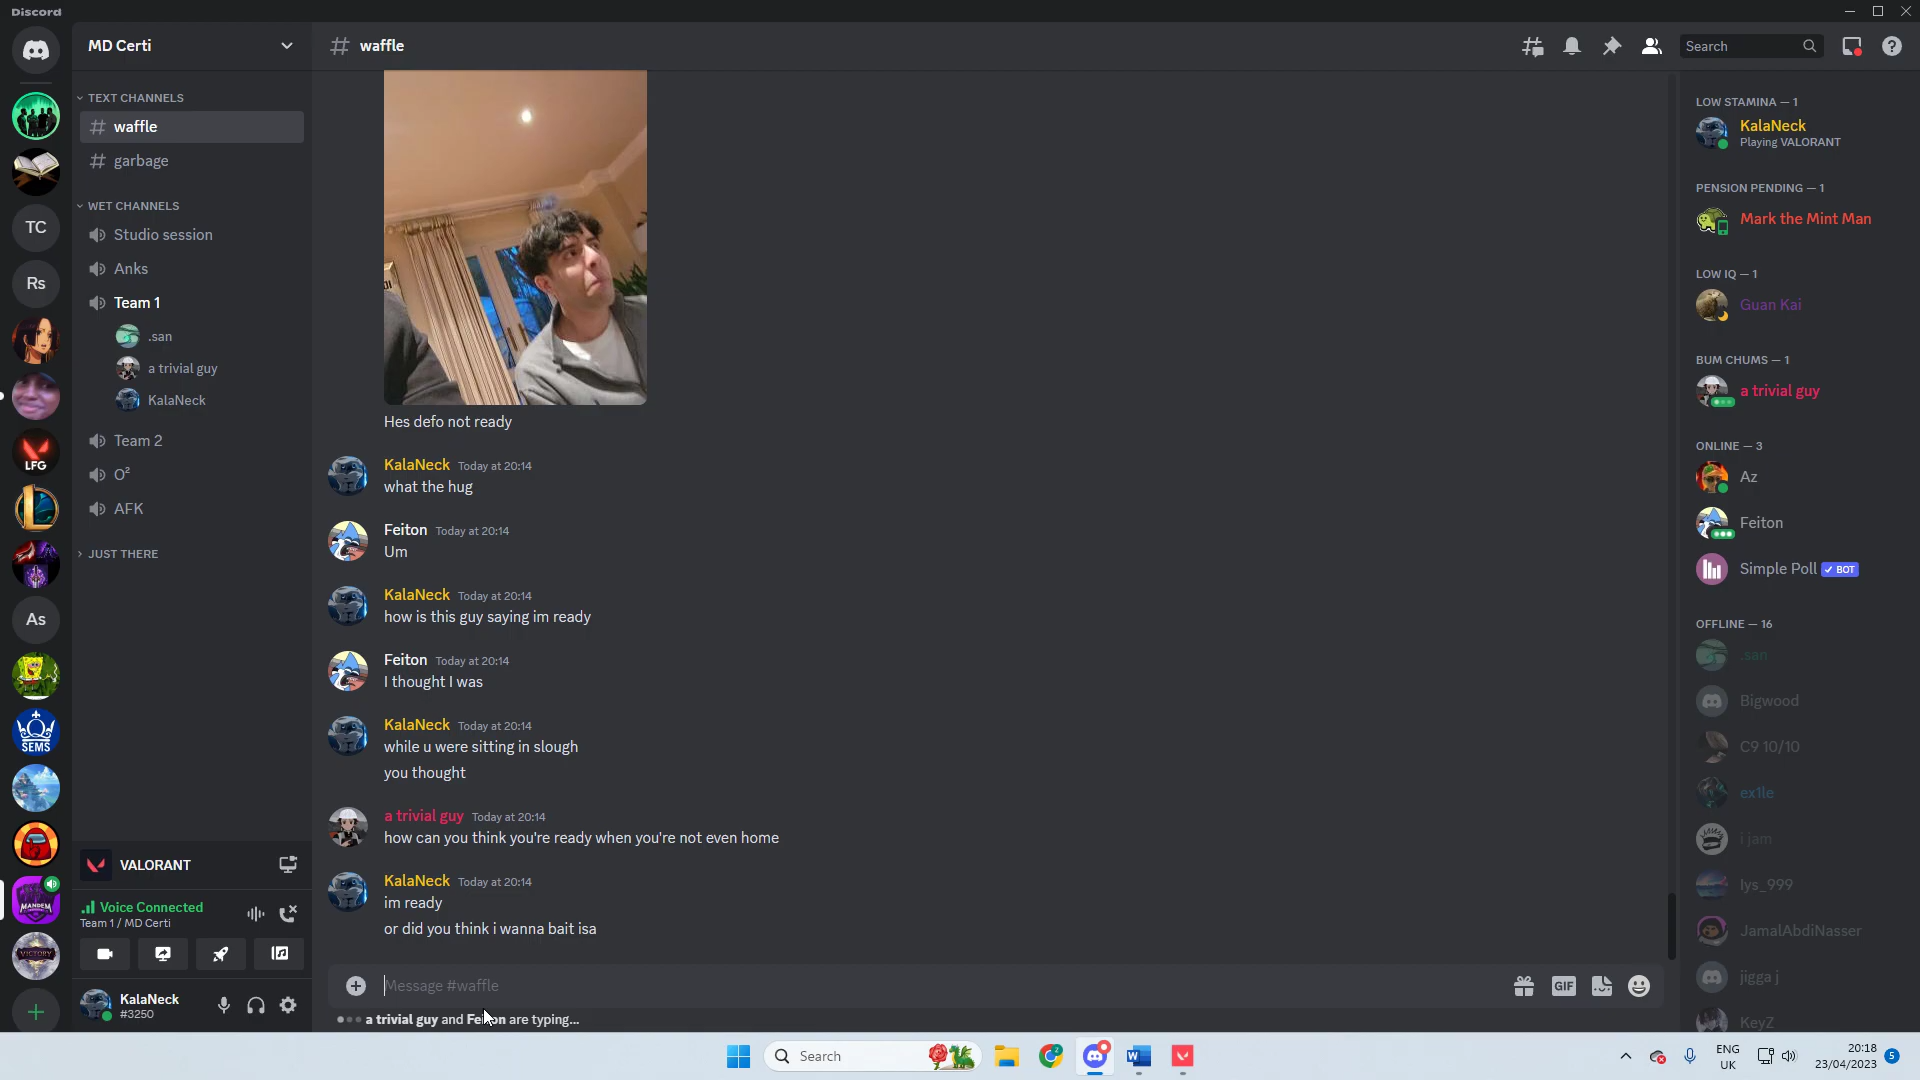 Discord
MD Certi
TEXT CHANNELS
waffle
garbage
WET CHANNELS
Studio session
Anks
Team 1
.san
a trivial guy
KalaNeck
Team 2
O²
AFK
JUST THERE
VALORANT
Voice Connected
Team 1 / MD Certi
KalaNeck
#3250
TC
Rs
LFG
As
SEMS
MANDEM
VICTORY
waffle
Search
Hes defo not ready
KalaNeck Today at 20:14
what the hug
Feiton Today at 20:14
Um
KalaNeck Today at 20:14
how is this guy saying im ready
Feiton Today at 20:14
I thought I was
KalaNeck Today at 20:14
while u were sitting in slough
you thought
a trivial guy Today at 20:14
how can you think you're ready when you're not even home
KalaNeck Today at 20:14
im ready
or did you think i wanna bait isa
Message #waffle
GIF
a trivial guy and Feiton are typing...
LOW STAMINA — 1
KalaNeck
Playing VALORANT
PENSION PENDING — 1
Mark the Mint Man
LOW IQ — 1
Guan Kai
BUM CHUMS — 1
a trivial guy
ONLINE — 3
Az
Feiton
Simple Poll BOT
OFFLINE — 16
.san
Bigwood
C9 10/10
ex1le
i jam
lys_999
JamalAbdiNasser
jigga j
KeyZ
Search
ENG
UK
20:18
23/04/2023
5